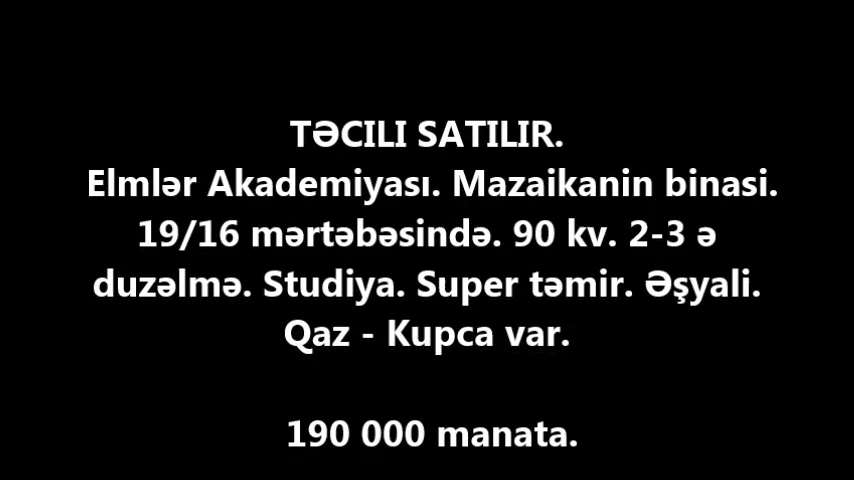 TƏCILI SATILIR.
Elmlər Akademiyası. Mazaikanin binasi.
19/16 mərtəbəsində. 90 kv. 2-3 ə
duzəlmə. Studiya. Super təmir. Əşyali.
Qaz - Kupca var.
190 000 manata.